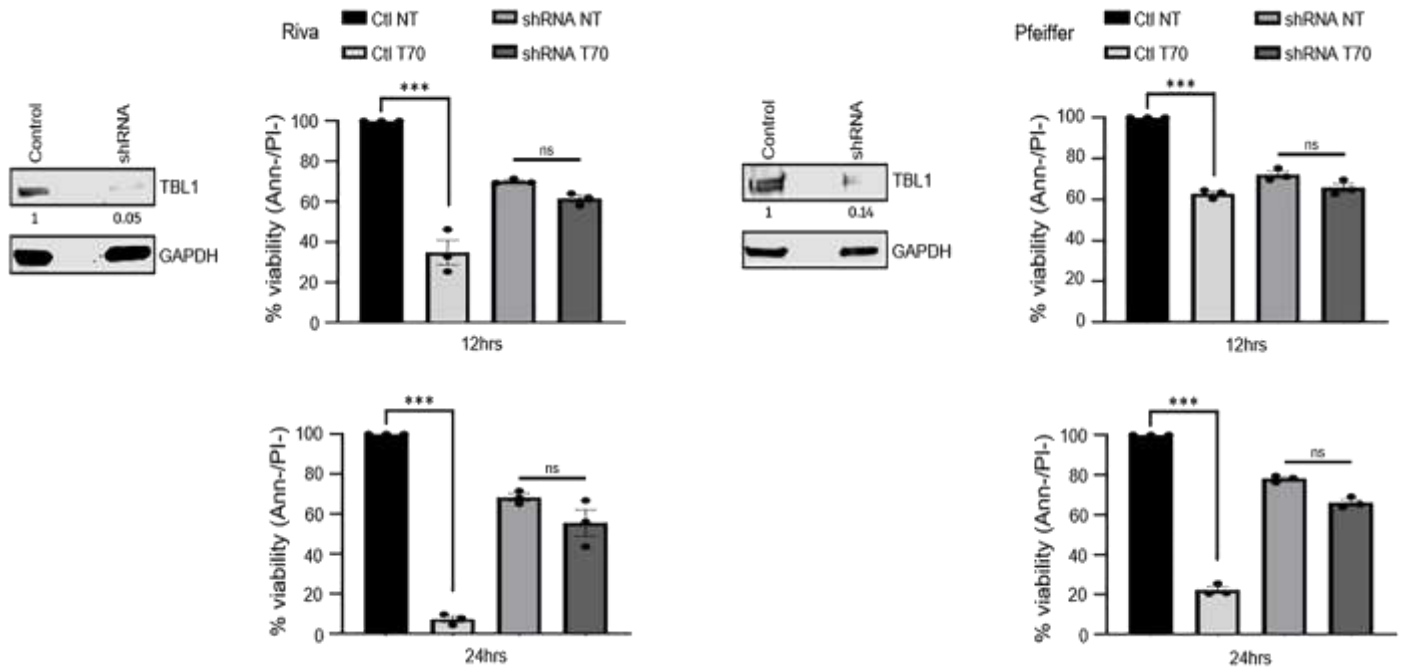 Riva
Ctl NT
shRNA NT
Ctl T70
shRNA T70
Control
shRNA
TBL1
1
0.05
GAPDH
% viability (Ann-/PI-)
100
80
60
40
20
0
***
ns
12hrs
% viability (Ann-/PI-)
100
80
60
40
20
0
***
ns
24hrs
Pfeiffer
Ctl NT
shRNA NT
Ctl T70
shRNA T70
Control
shRNA
TBL1
1
0.14
GAPDH
% viability (Ann-/PI-)
100
80
60
40
20
0
***
ns
12hrs
% viability (Ann-/PI-)
100
80
60
40
20
0
***
ns
24hrs